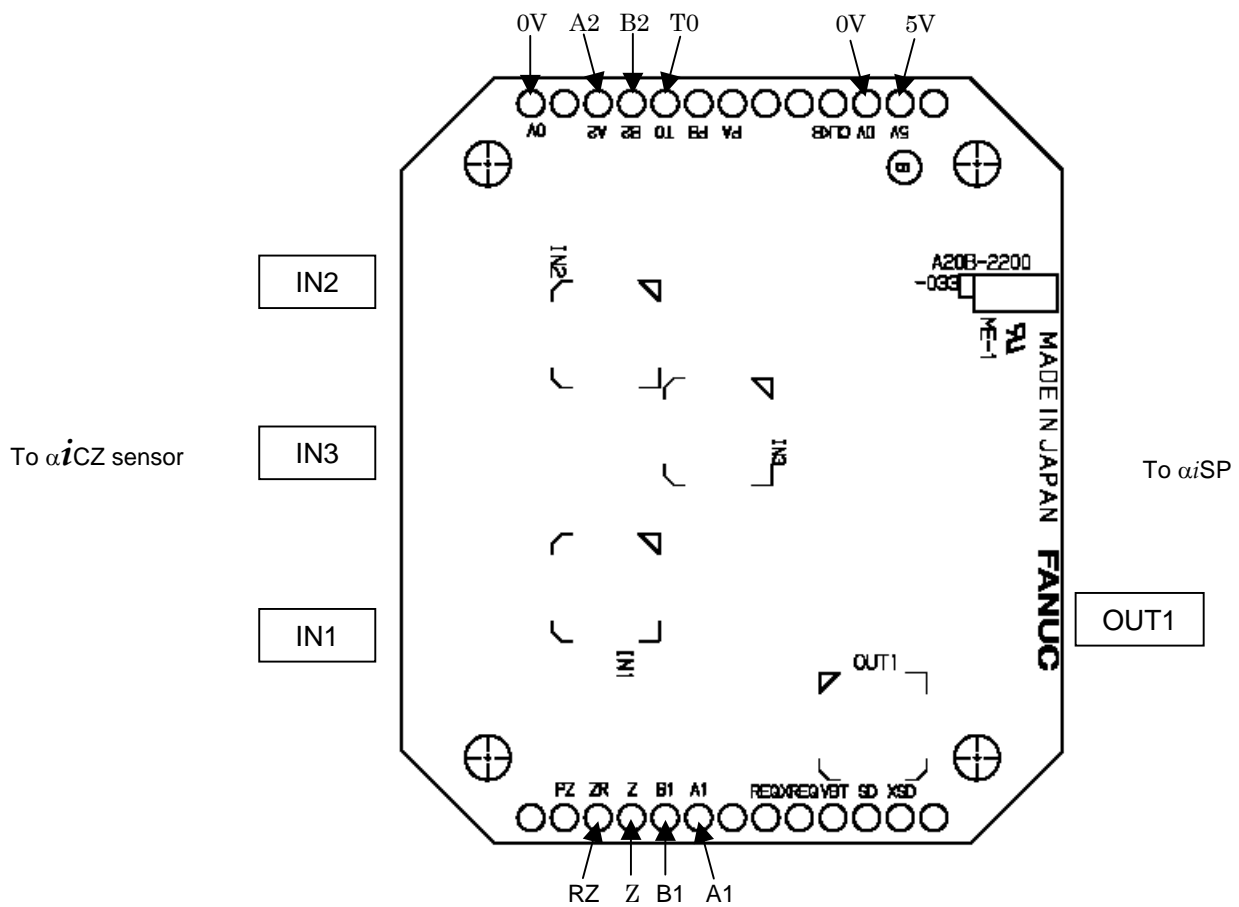 0V A2 B2 T0 0V 5V
0V A2 B2 T0 PB PA CLKB 0V 5V
IN2
IN2
A20B-2200
-033
ME-1
MADE IN JAPAN
To αiCZ sensor
IN3
IN3
To αiSP
FANUC
IN1
IN1
OUT1
OUT1
PZ ZR Z B1 A1 REQ XREQ VBT SD XSD
RZ Z B1 A1